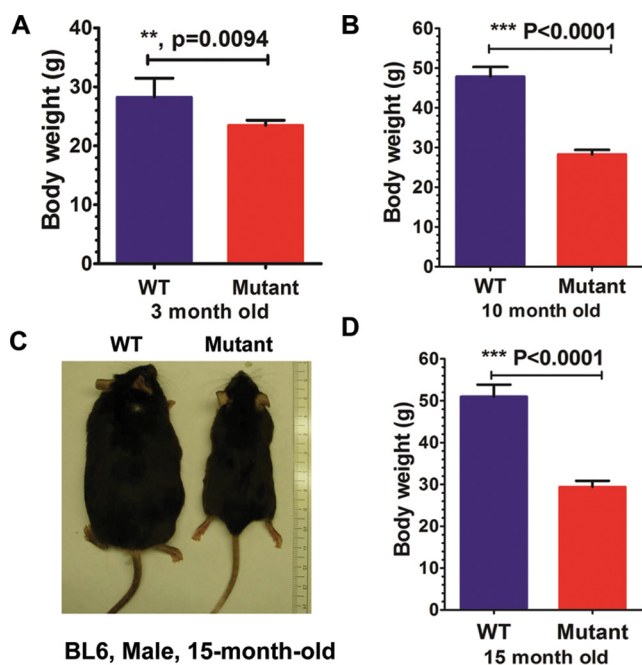 A
**, p=0.0094
Body weight (g)
40
30
20
10
0
WT
Mutant
3 month old
B
*** P<0.0001
Body weight (g)
60
50
40
30
20
10
0
WT
Mutant
10 month old
C
WT
Mutant
BL6, Male, 15-month-old
D
*** P<0.0001
Body weight (g)
60
50
40
30
20
10
0
WT
Mutant
15 month old